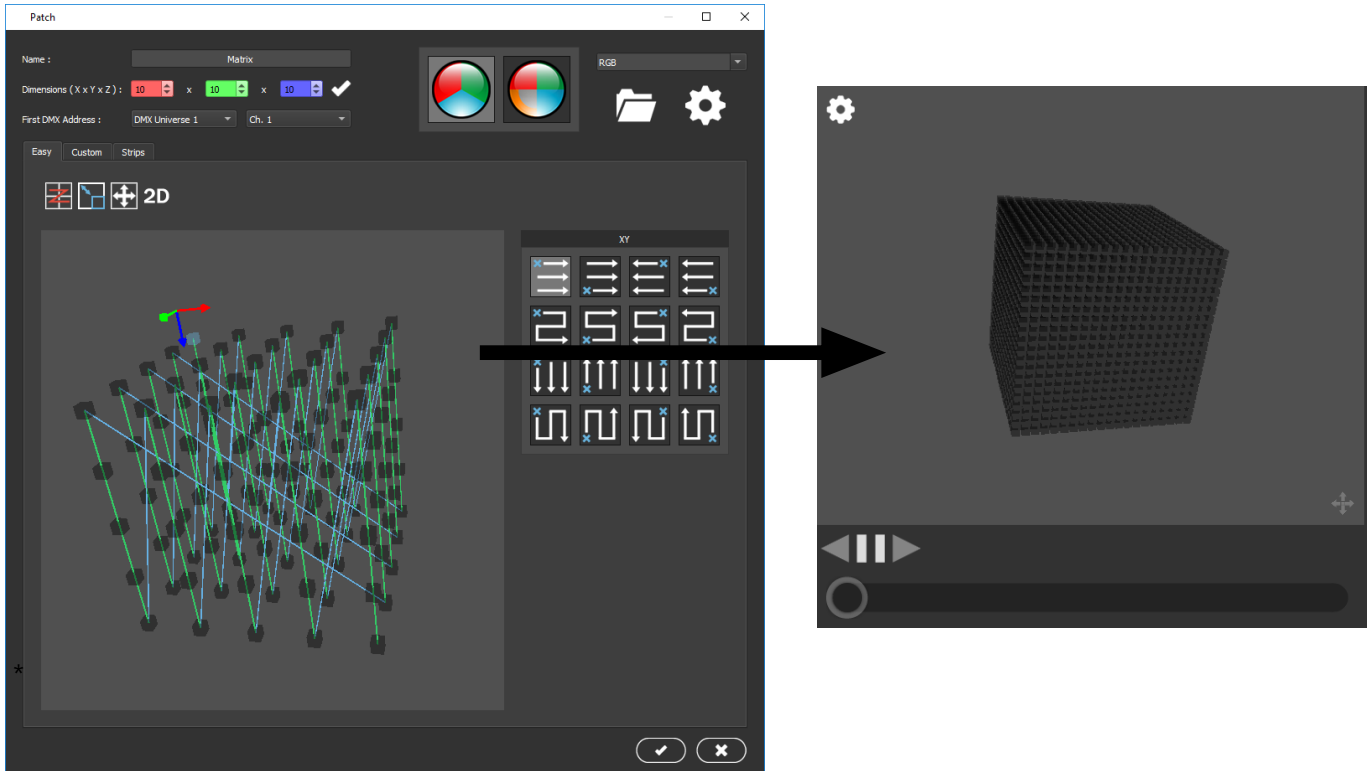 Patch
Name :
Matrix
RGB
Dimensions ( X x Y x Z ) :
10 x 10 x 10
First DMX Address :
DMX Universe 1
Ch. 1
Easy
Custom
Strips
2D
XY
*